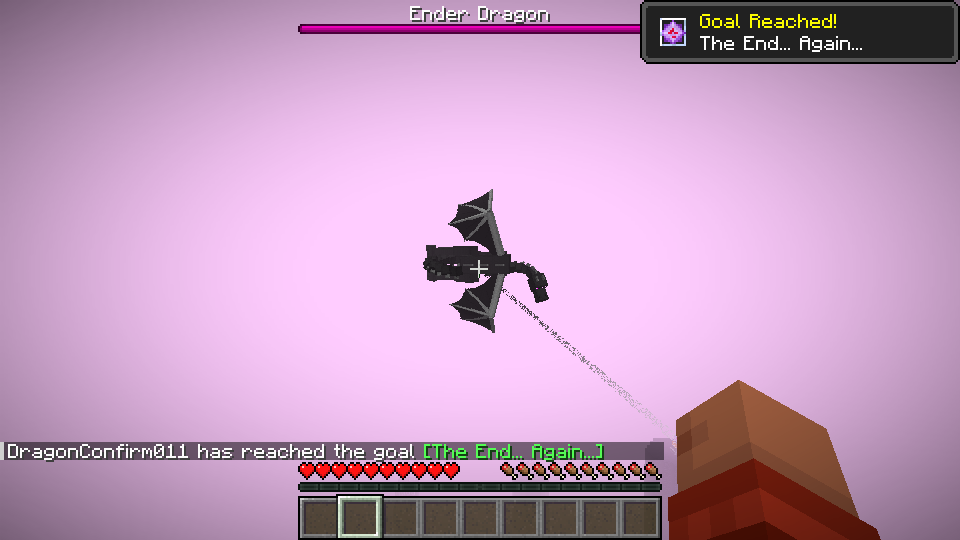 Ender Dragon
Goal Reached!
The End... Again...
DragonConfirm011 has reached the goal [The End... Again...]